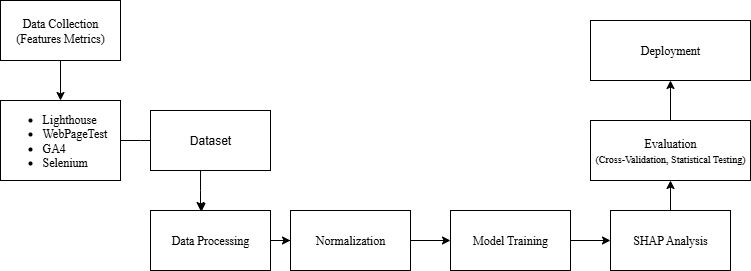 Data Collection
(Features Metrics)
Lighthouse
WebPageTest
GA4
Selenium
Dataset
Data Processing
Normalization
Model Training
SHAP Analysis
Evaluation
(Cross-Validation, Statistical Testing)
Deployment